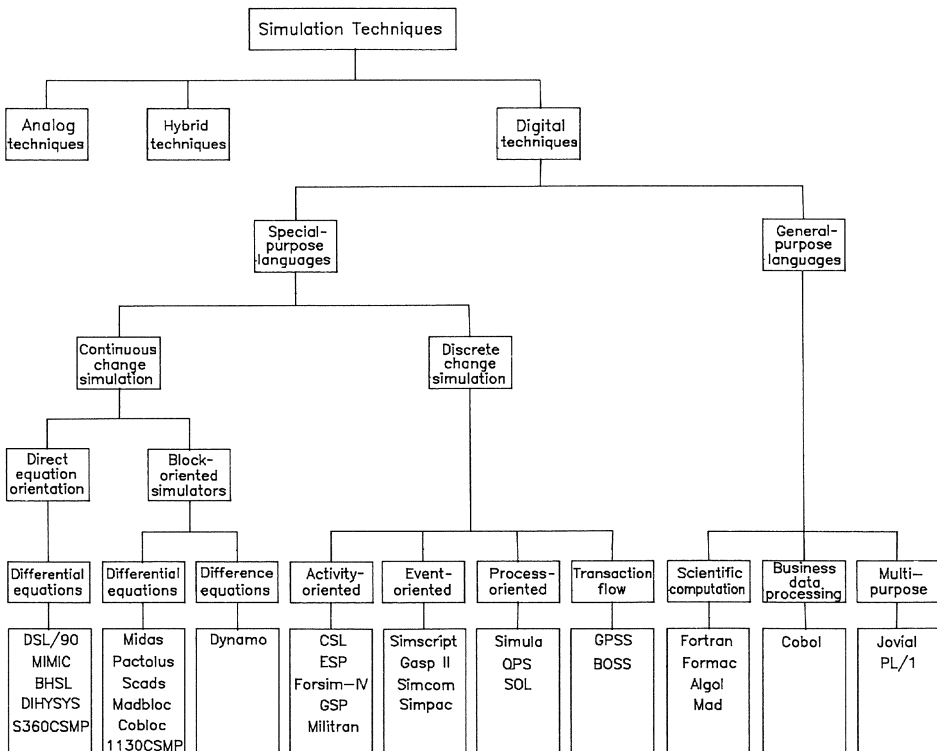 Simulation Techniques
Analog
techniques
Hybrid
techniques
Digital
techniques
Special-
purpose
languages
General-
purpose
languages
Continuous
change
simulation
Discrete
change
simulation
Direct
equation
orientation
Block-
oriented
simulators
Differential
equations
Differential
equations
Difference
equations
Activity-
oriented
Event-
oriented
Process-
oriented
Transaction
flow
Scientific
computation
Business
data
processing
Multi-
purpose
DSL/90
MIMIC
BHSL
DIHYSYS
S360CSMP
Midas
Pactolus
Scads
Madbloc
Cobloc
1130CSMP
Dynamo
CSL
ESP
Forsim-IV
GSP
Militran
Simscript
Gasp II
Simcom
Simpac
Simula
OPS
SOL
GPSS
BOSS
Fortran
Formac
Algol
Mad
Cobol
Jovial
PL/1